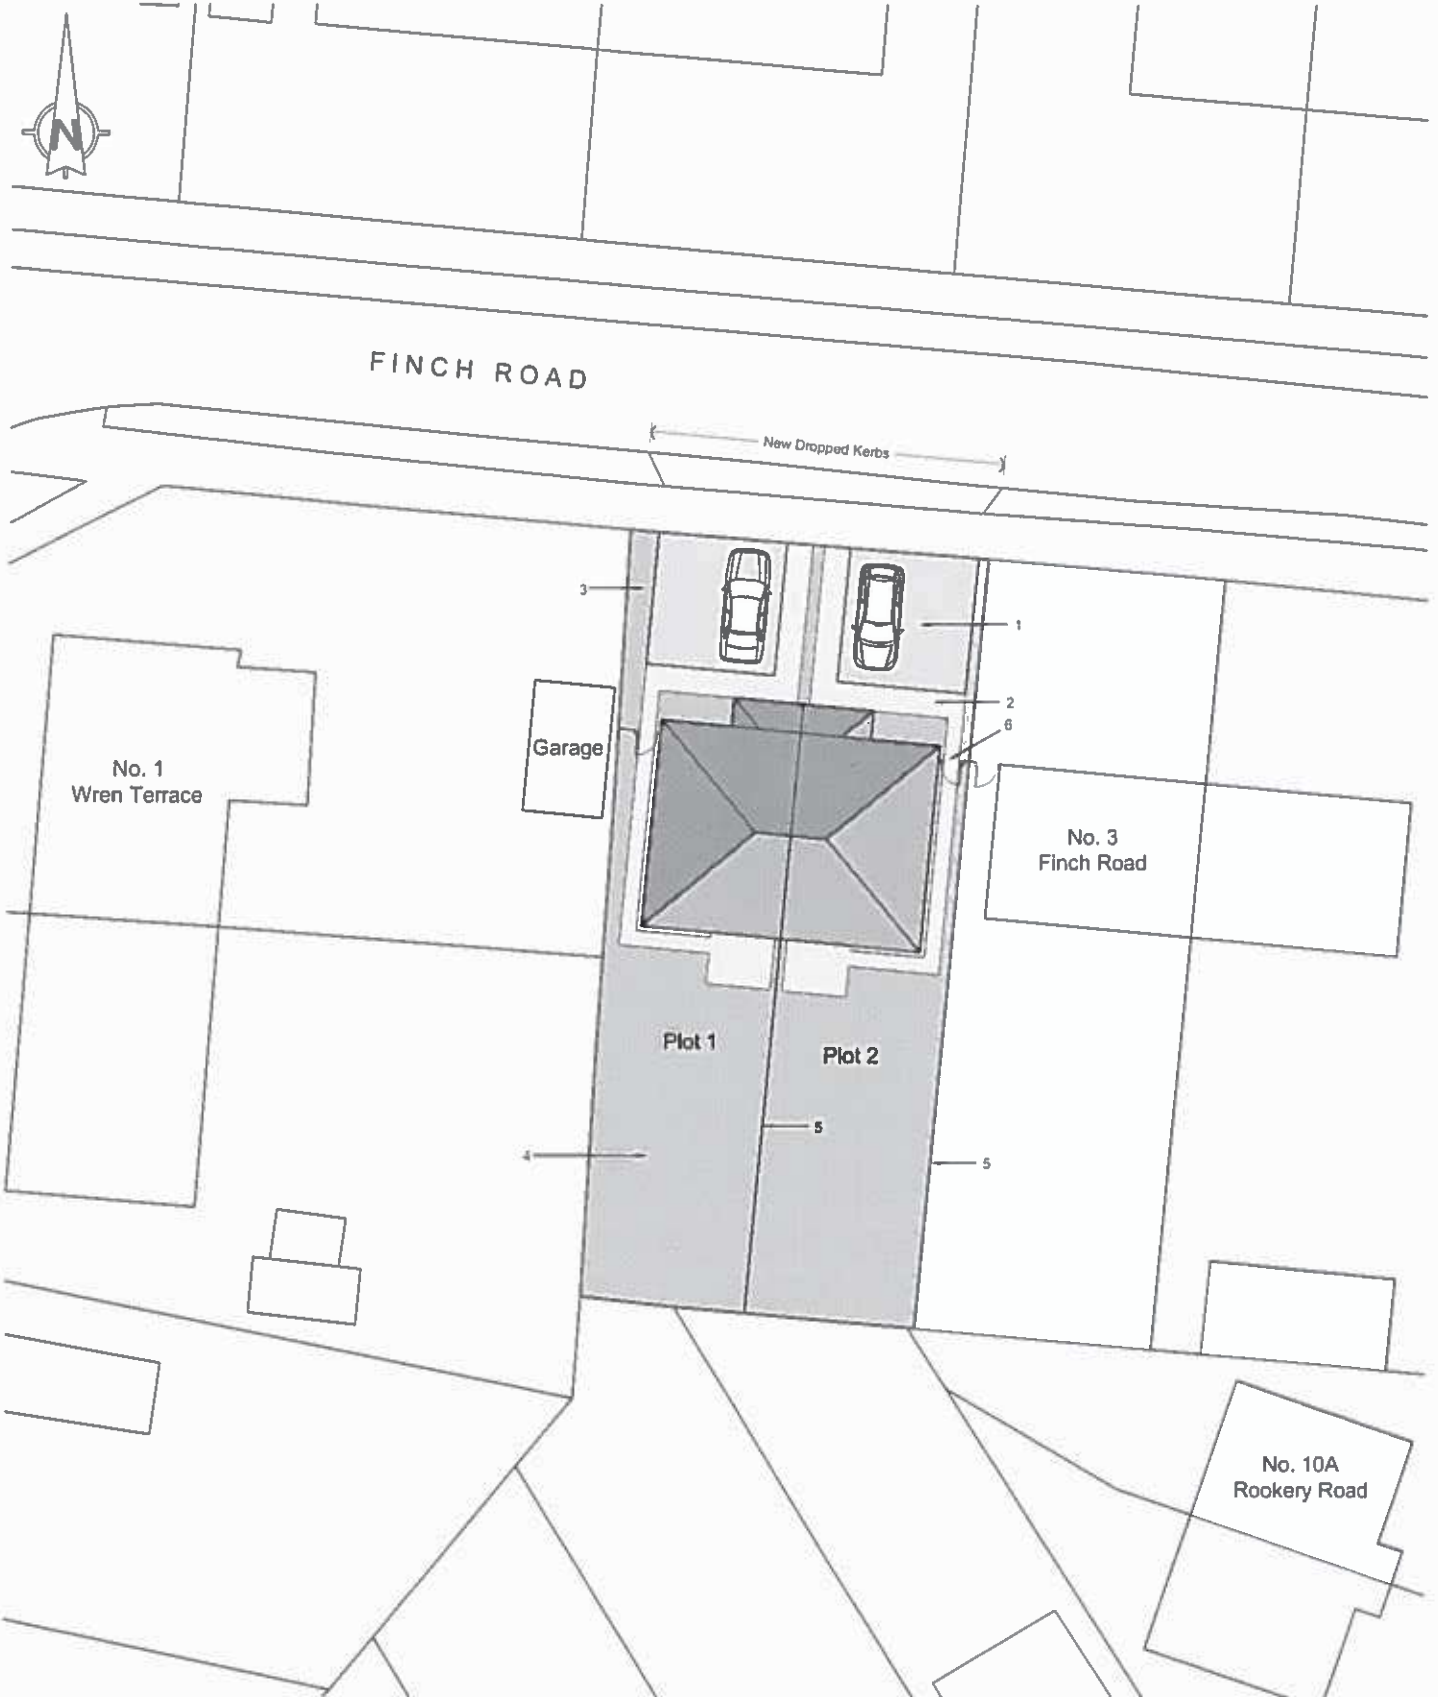 N
FINCH ROAD
New Dropped Kerbs
3
1
2
6
Garage
No. 1
Wren Terrace
No. 3
Finch Road
Plot 1
Plot 2
5
4
5
No. 10A
Rookery Road